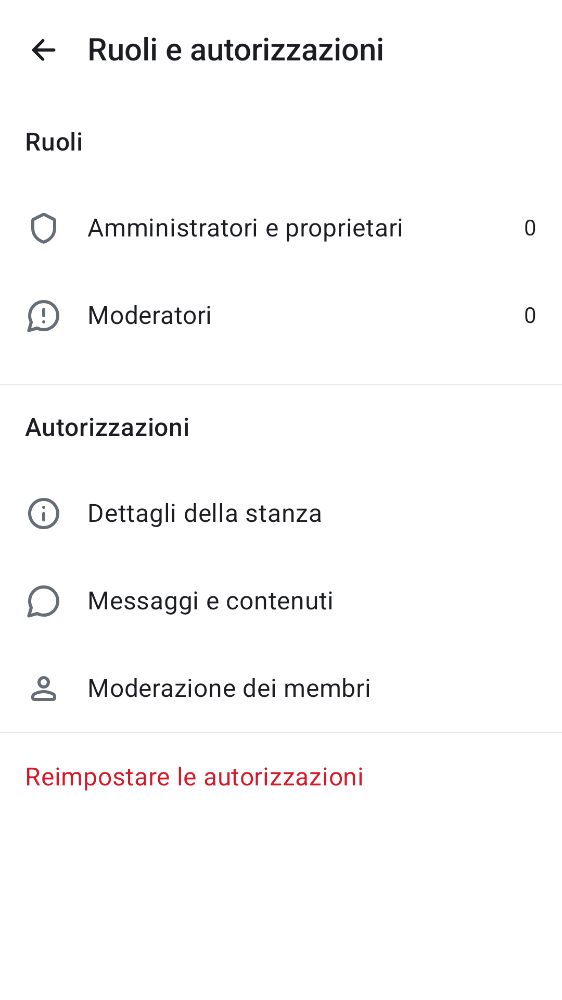 Ruoli e autorizzazioni
Ruoli
Amministratori e proprietari 0
Moderatori 0
Autorizzazioni
Dettagli della stanza
Messaggi e contenuti
Moderazione dei membri
Reimpostare le autorizzazioni